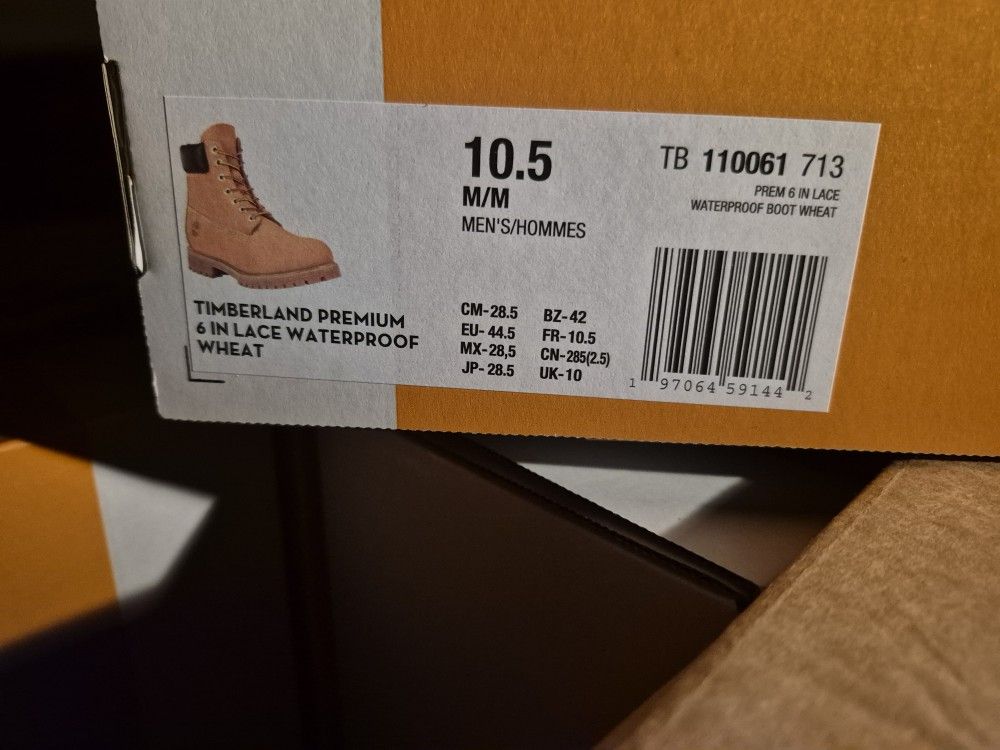 10.5
M/M
MEN'S/HOMMES
TB 110061 713
PREM 6 IN LACE
WATERPROOF BOOT WHEAT
TIMBERLAND PREMIUM
6 IN LACE WATERPROOF
WHEAT
CM-28.5 BZ-42
EU-44.5 FR-10.5
MX-28,5 CN-285(2.5)
JP-28.5 UK-10
1 97064 59144 2